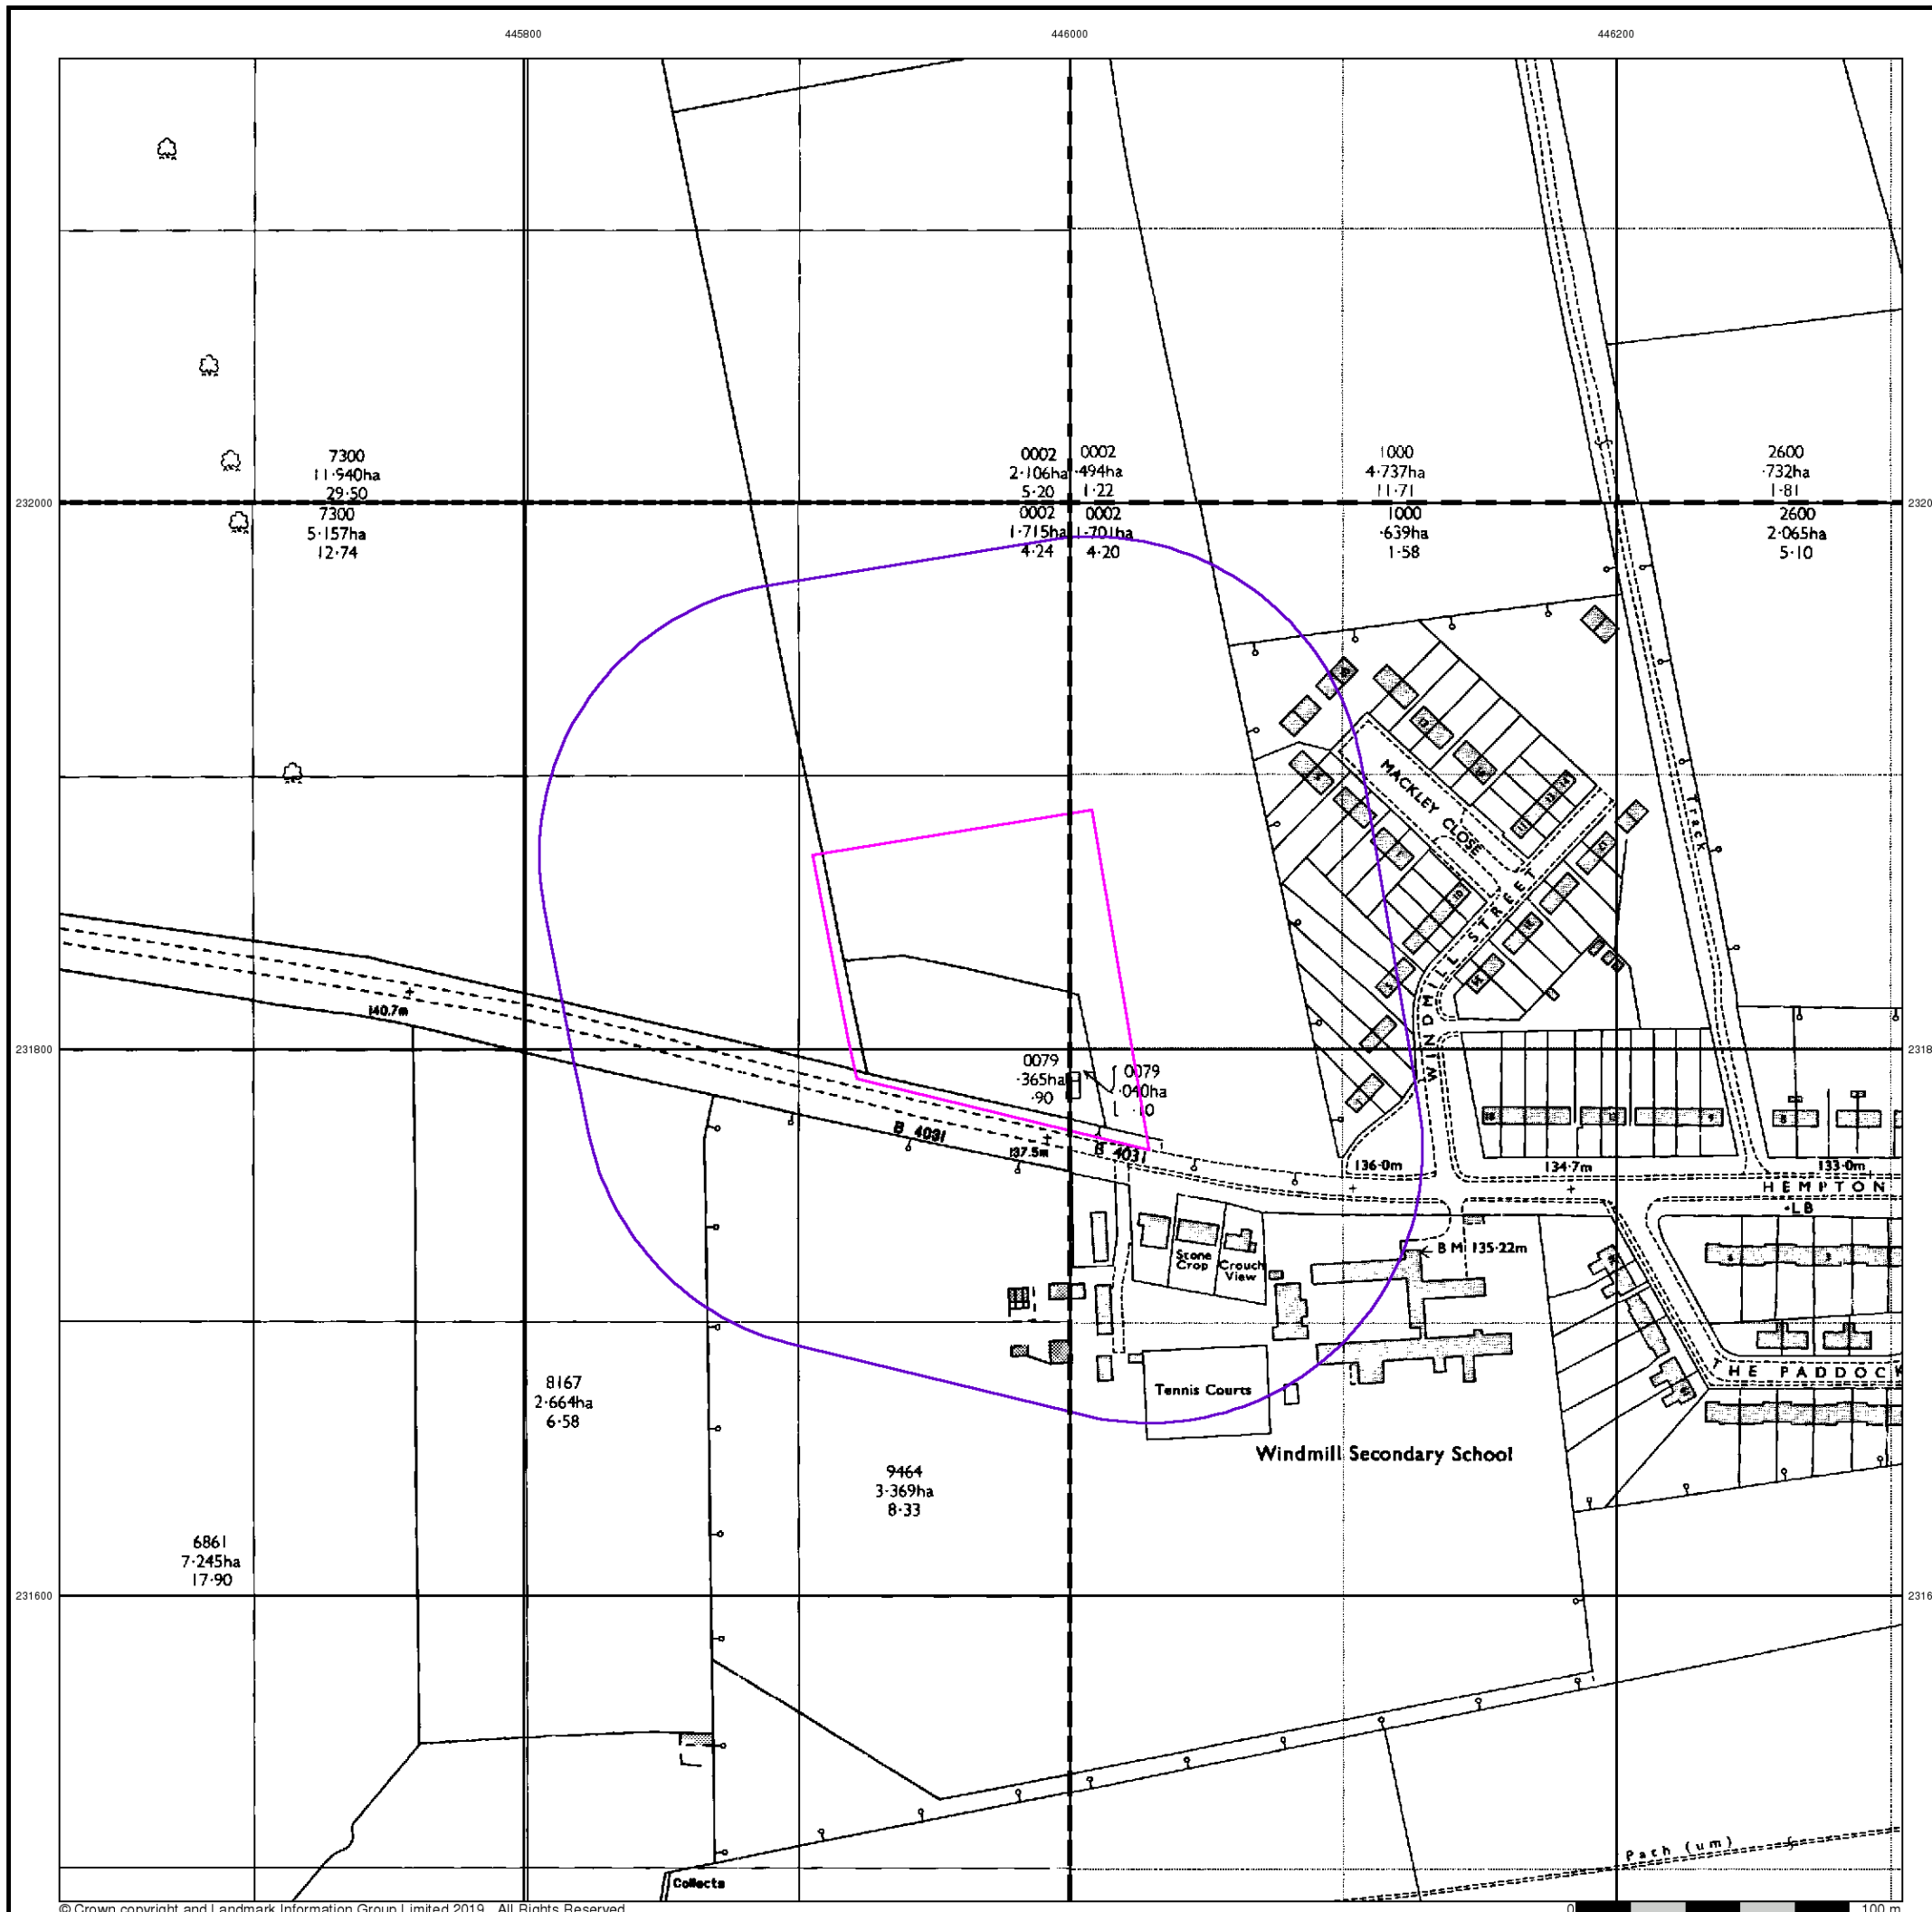 445800
446000
446200
7300
11·940ha
29·50
0002
2·106ha
5·20
0002
·494ha
1·22
1000
4·737ha
11·71
2600
·732ha
1·81
232000
2320
7300
5·157ha
12·74
0002
1·715ha
4·24
0002
1·701ha
4·20
1000
·639ha
1·58
2600
2·065ha
5·10
MACKLEY CLOSE
Track
WINDMILL STREET
140.7m
231800
2318
0079
·365ha
·90
0079
·040ha
·10
B 4031
137.5m
B 4031
136·0m
134·7m
133·0m
HEMPTON
LB
Stone
Crop
Crouch
View
B M 135·22m
THE PADDOCK
Tennis Courts
8167
2·664ha
6·58
Windmill Secondary School
9464
3·369ha
8·33
6861
7·245ha
17·90
231600
2316
Path (um)
Collects
© Crown copyright and Landmark Information Group Limited 2019. All Rights Reserved.
0
100 m